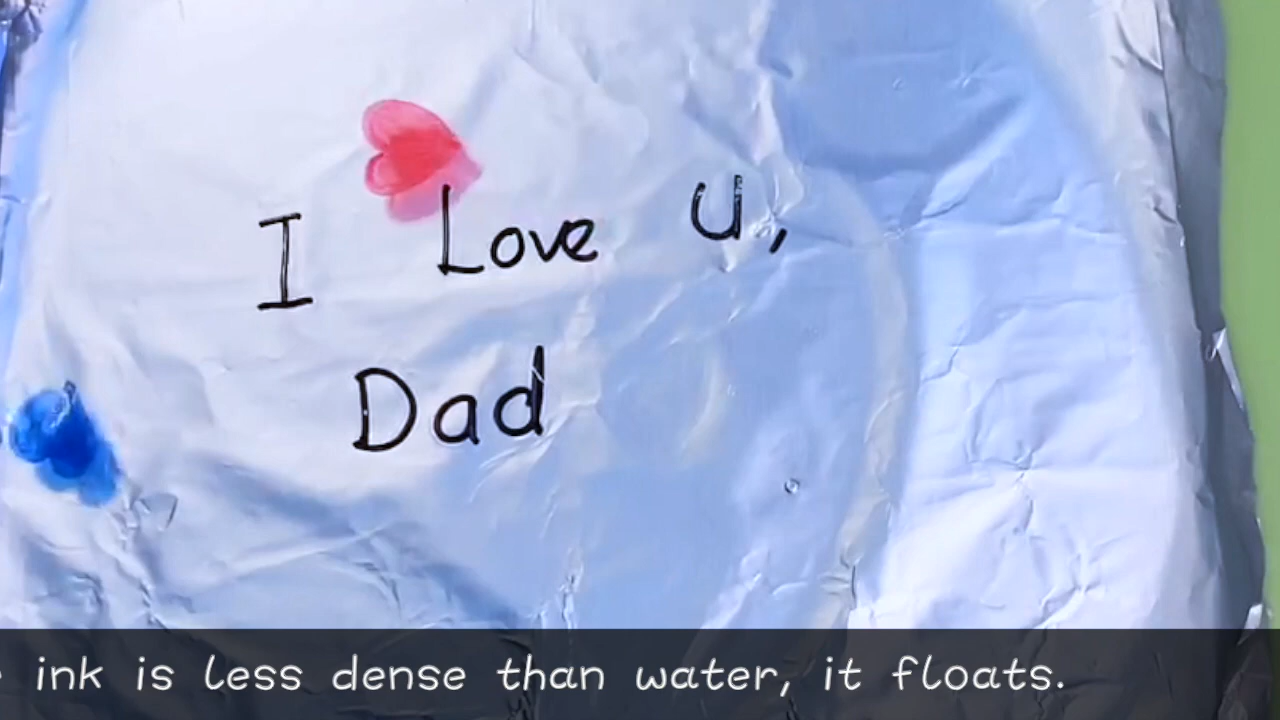 I Love u,
Dad
ink is less dense than water, it floats.